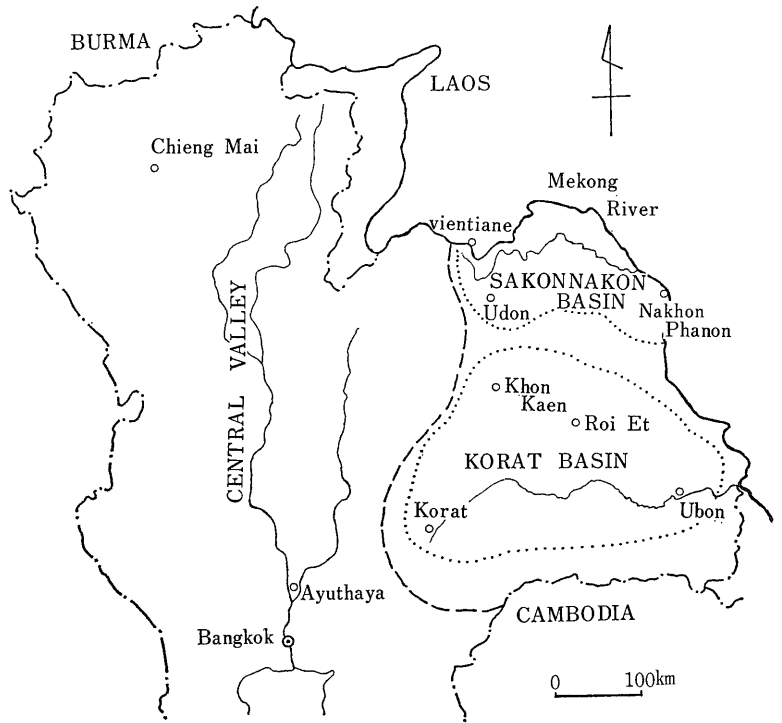 BURMA
LAOS
Chieng Mai
Mekong
River
vientiane
SAKONNAKON
BASIN
Udon
Nakhon
Phanon
CENTRAL VALLEY
Khon
Kaen
Roi Et
KORAT BASIN
Korat
Ubon
Ayuthaya
CAMBODIA
Bangkok
0 100km